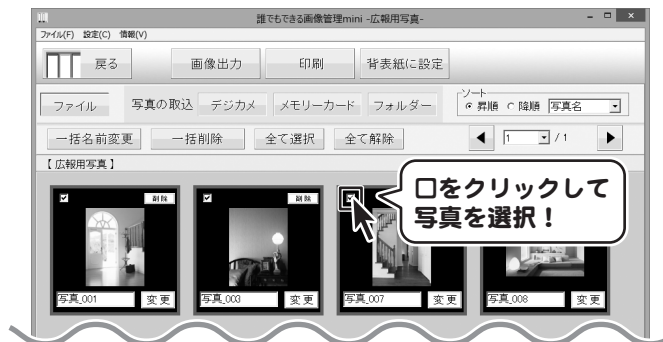 誰でもできる画像管理mini -広報用写真-
ファイル(F) 設定(C) 情報(V)
戻る 画像出力 印刷 背表紙に設定
ファイル 写真の取込 デジカメ メモリーカード フォルダー
ソート
昇順 降順 写真名
一括名前変更 一括削除 全て選択 全て解除 1 / 1
【広報用写真】
□をクリックして
写真を選択！
削除 削除
写真_001 変更 写真_003 変更 写真_007 変更 写真_008 変更